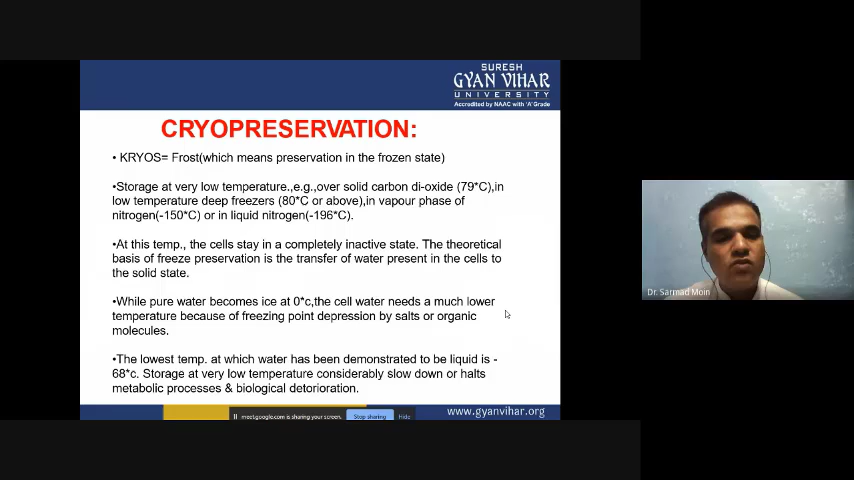 SURESH
GYAN VIHAR
UNIVERSITY
Accredited by NAAC with 'A' Grade
CRYOPRESERVATION:
• KRYOS= Frost(which means preservation in the frozen state)
•Storage at very low temperature.,e.g.,over solid carbon di-oxide (79*C),in
low temperature deep freezers (80*C or above),in vapour phase of
nitrogen(-150*C) or in liquid nitrogen(-196*C).
•At this temp., the cells stay in a completely inactive state. The theoretical
basis of freeze preservation is the transfer of water present in the cells to
the solid state.
•While pure water becomes ice at 0*c,the cell water needs a much lower
temperature because of freezing point depression by salts or organic
molecules.
•The lowest temp. at which water has been demonstrated to be liquid is -
68*c. Storage at very low temperature considerably slow down or halts
metabolic processes & biological detorioration.
meet.google.com is sharing your screen.
Stop sharing
Hide
www.gyanvihar.org
Dr. Sarmad Moin